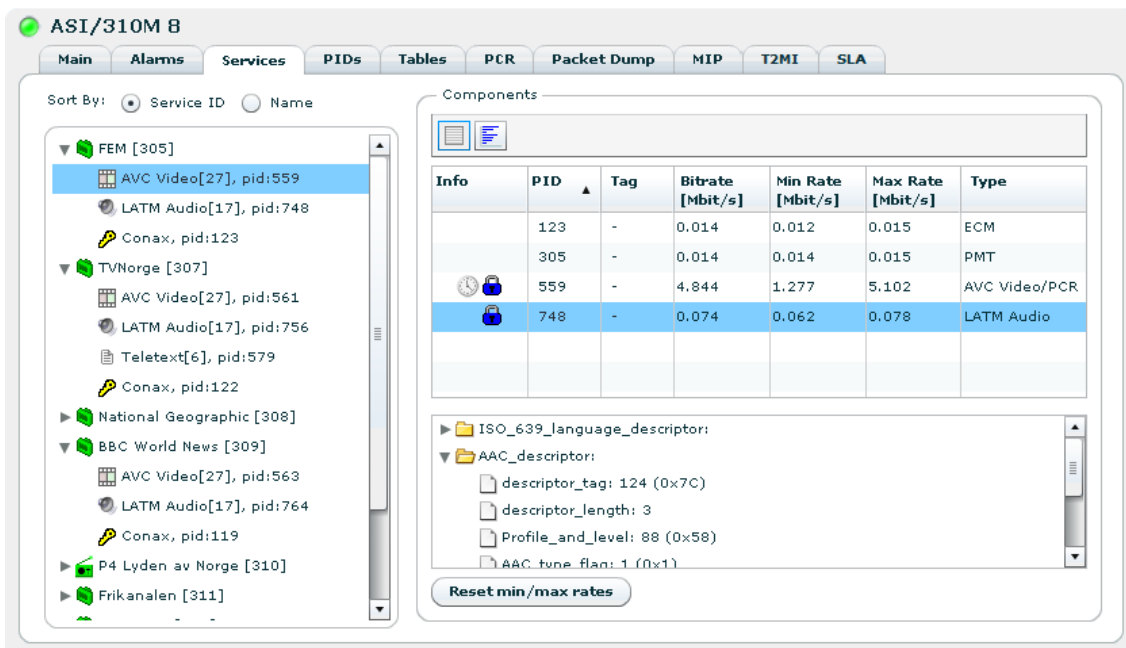 ASI/310M 8
Main Alarms Services PIDs Tables PCR Packet Dump MIP T2MI SLA
Sort By: Service ID Name
FEM [305]
AVC Video[27], pid:559
LATM Audio[17], pid:748
Conax, pid:123
TVNorge [307]
AVC Video[27], pid:561
LATM Audio[17], pid:756
Teletext[6], pid:579
Conax, pid:122
National Geographic [308]
BBC World News [309]
AVC Video[27], pid:563
LATM Audio[17], pid:764
Conax, pid:119
P4 Lyden av Norge [310]
Frikanalen [311]
Components
Info PID Tag Bitrate [Mbit/s] Min Rate [Mbit/s] Max Rate [Mbit/s] Type
123 - 0.014 0.012 0.015 ECM
305 - 0.014 0.014 0.015 PMT
559 - 4.844 1.277 5.102 AVC Video/PCR
748 - 0.074 0.062 0.078 LATM Audio
ISO_639_language_descriptor:
AAC_descriptor:
descriptor_tag: 124 (0x7C)
descriptor_length: 3
Profile_and_level: 88 (0x58)
AAC_type_flag: 1 (0x1)
Reset min/max rates